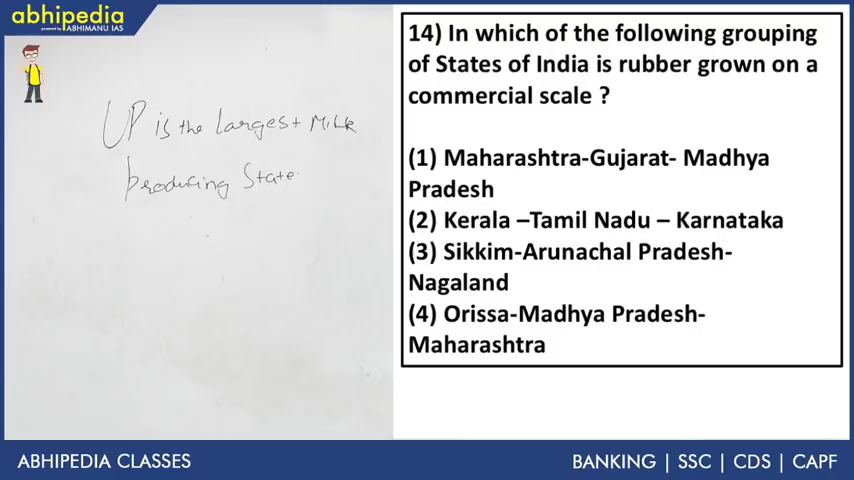 abhipedia
powered by ABHIMANU IAS
UP is the largest Milk
producing State
14) In which of the following grouping
of States of India is rubber grown on a
commercial scale ?
(1) Maharashtra-Gujarat- Madhya
Pradesh
(2) Kerala –Tamil Nadu – Karnataka
(3) Sikkim-Arunachal Pradesh-
Nagaland
(4) Orissa-Madhya Pradesh-
Maharashtra
ABHIPEDIA CLASSES
BANKING | SSC | CDS | CAPF